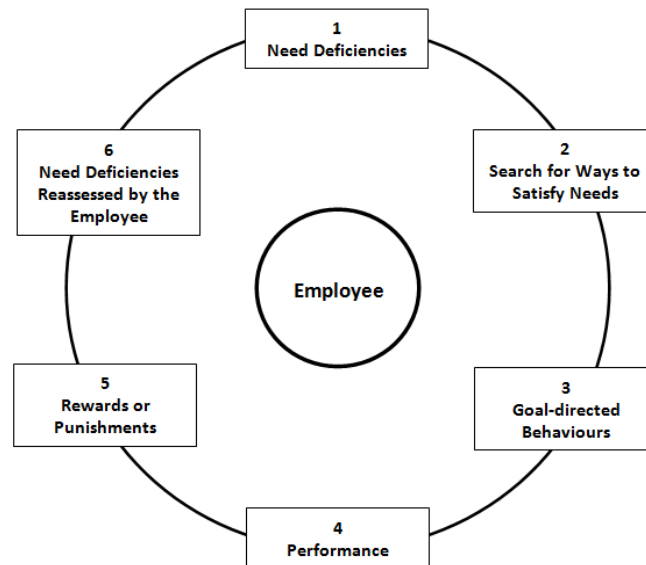 1
Need Deficiencies
2
Search for Ways to
Satisfy Needs
3
Goal-directed
Behaviours
4
Performance
5
Rewards or
Punishments
6
Need Deficiencies
Reassessed by the
Employee
Employee